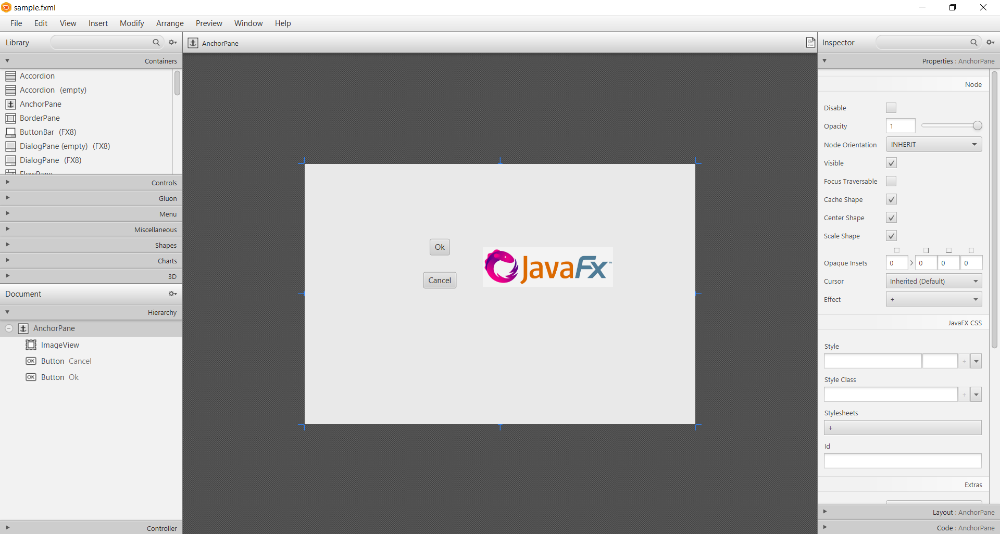 sample.fxml
File Edit View Insert Modify Arrange Preview Window Help
Library
Containers
Accordion
Accordion (empty)
AnchorPane
BorderPane
ButtonBar (FX8)
DialogPane (empty) (FX8)
DialogPane (FX8)
FlowPane
Controls
Gluon
Menu
Miscellaneous
Shapes
Charts
3D
Document
Hierarchy
AnchorPane
ImageView
OK Button Cancel
OK Button Ok
Controller
AnchorPane
Ok
Cancel
JavaFx™
Inspector
Properties : AnchorPane
Node
Disable
Opacity 1
Node Orientation INHERIT
Visible
Focus Traversable
Cache Shape
Center Shape
Scale Shape
Opaque Insets 0 0 0 0
Cursor Inherited (Default)
Effect +
JavaFX CSS
Style
+
Style Class
+
Stylesheets
+
Id
Extras
Layout : AnchorPane
Code : AnchorPane